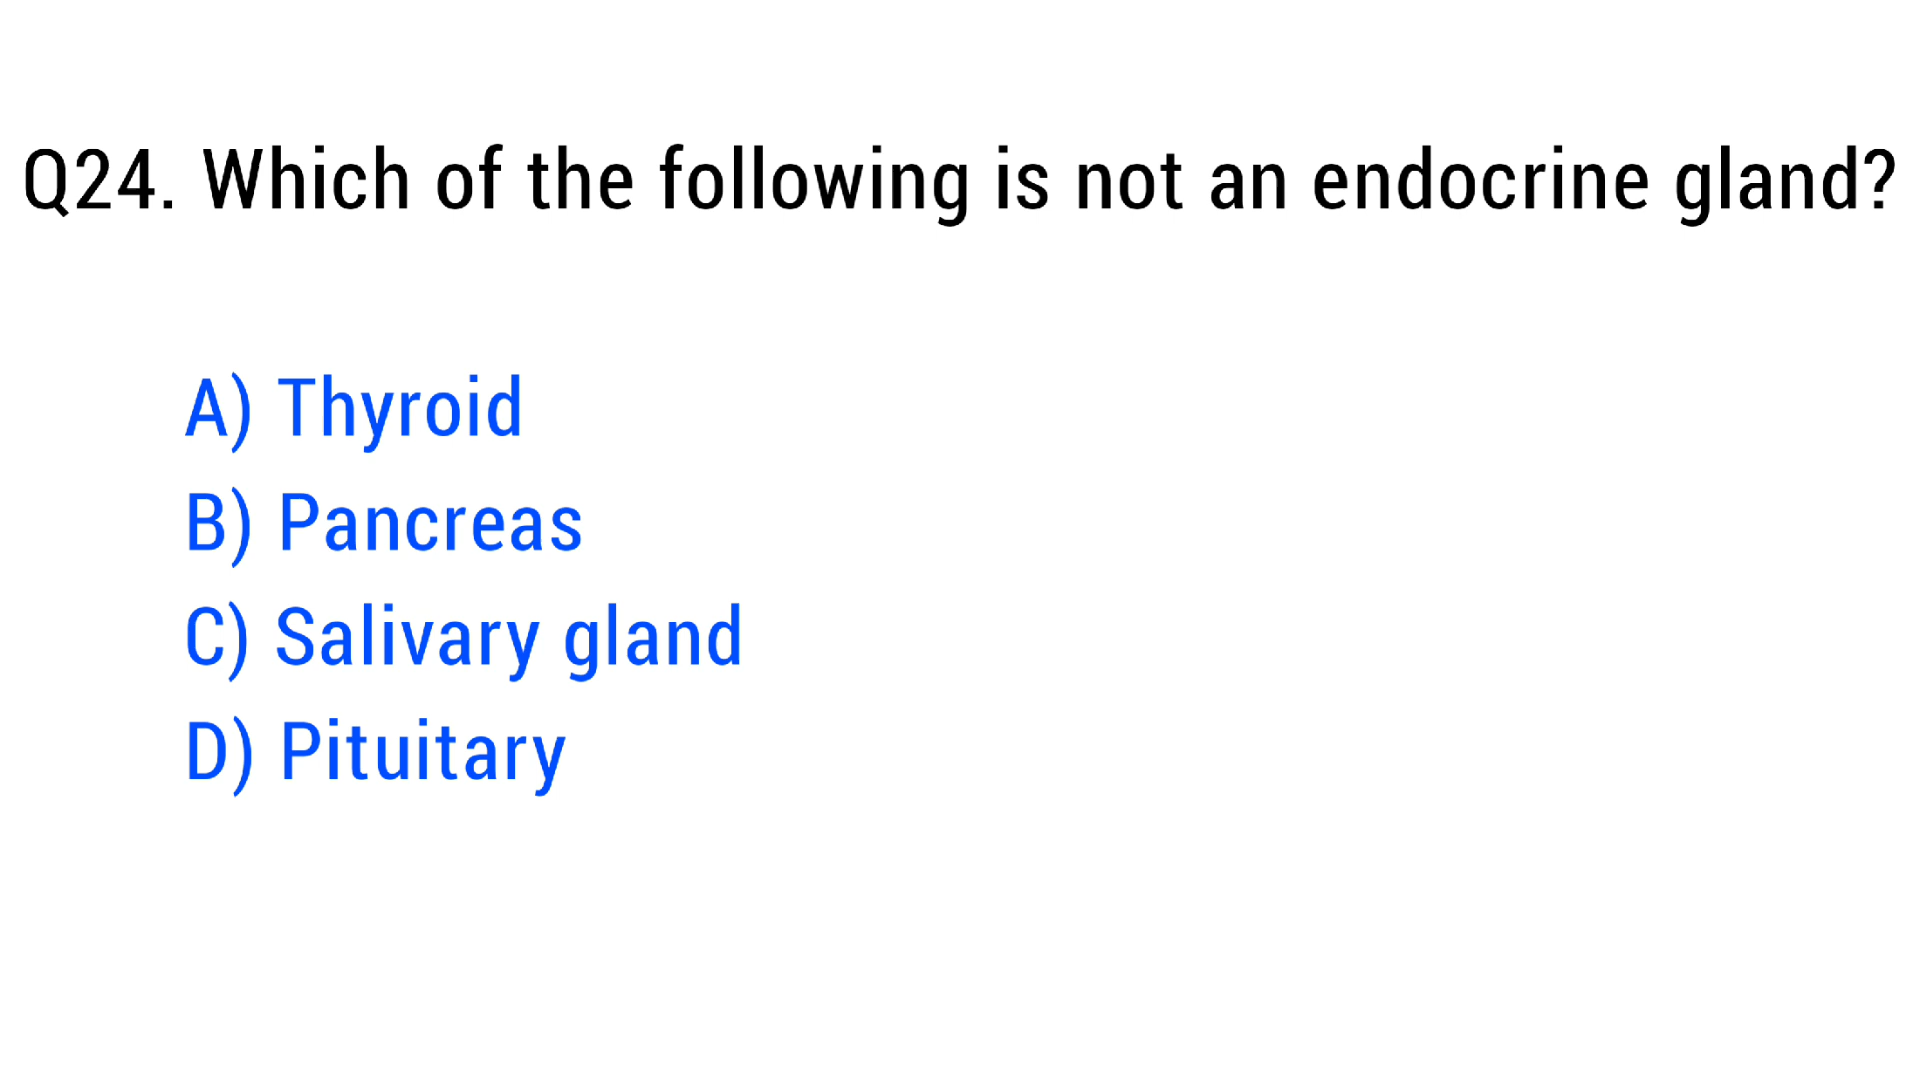 Q24. Which of the following is not an endocrine gland?
A) Thyroid
B) Pancreas
C) Salivary gland
D) Pituitary